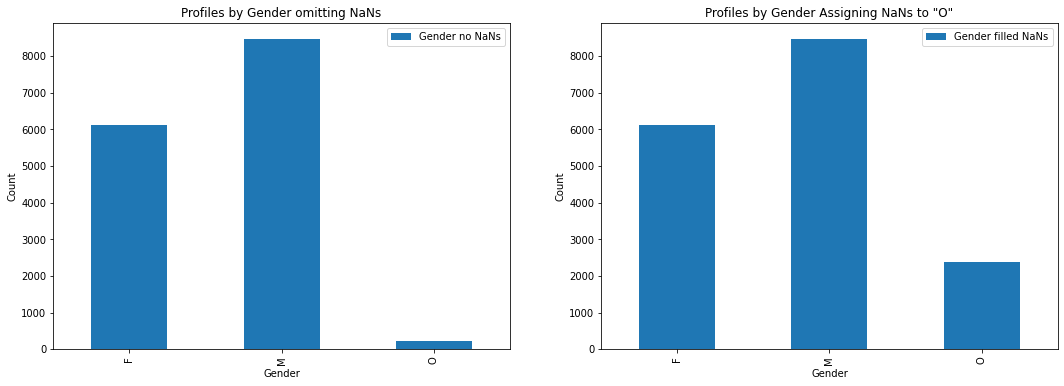 Profiles by Gender omitting NaNs
Gender no NaNs
8000
7000
6000
5000
4000
3000
2000
1000
0
Count
F
M
O
Gender
Profiles by Gender Assigning NaNs to "O"
Gender filled NaNs
8000
7000
6000
5000
4000
3000
2000
1000
0
Count
F
M
O
Gender